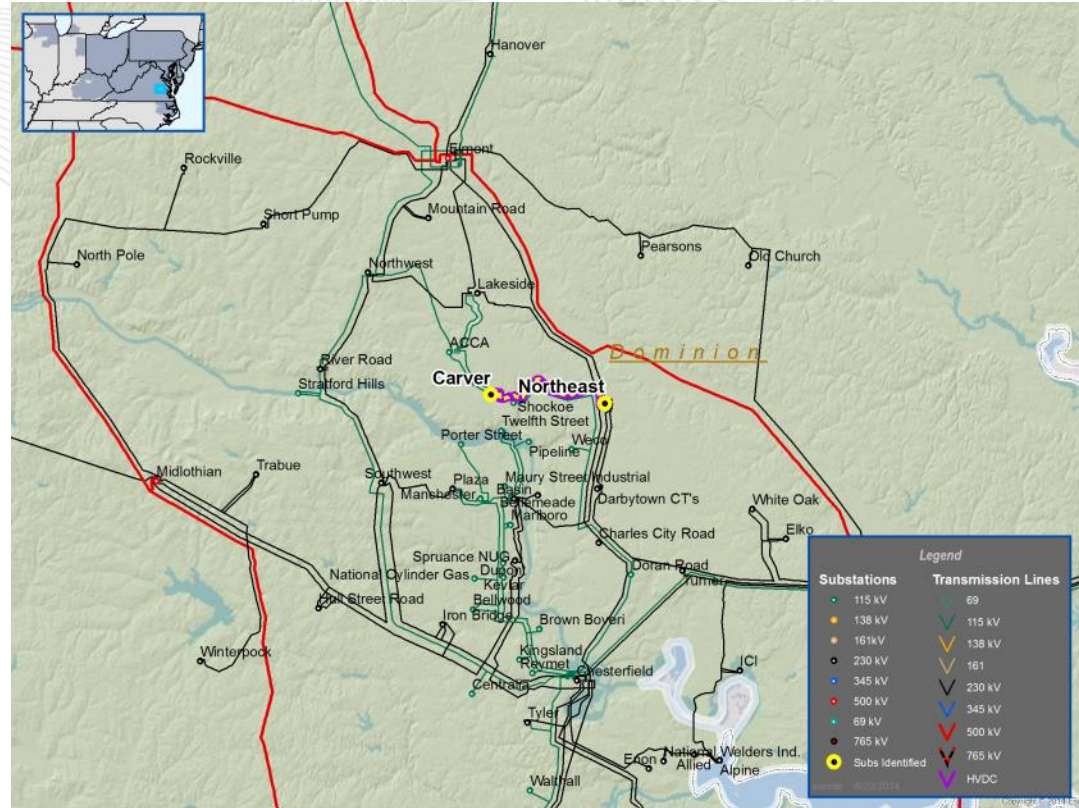 Hanover
Elmont
Rockville
Short Pump
Mountain Road
Pearsons
Old Church
North Pole
Northwest
Lakeside
ACCA
Dominion
River Road
Stratford Hills
Carver
Northeast
Shockoe
Twelfth Street
Porter Street
Weco
Pipeline
Midlothian
Trabue
Southwest
Plaza
Maury Street Industrial
Basin
Manchester
Bellemeade
Darbytown CT's
White Oak
Marlboro
Elko
Charles City Road
Spruance NUG
Dupont
Doran Road
National Cylinder Gas
Kevlar
Turner
Hull Street Road
Bellwood
Iron Bridge
Brown Boveri
Winterpock
Kingsland
Reymet
Chesterfield
ICI
Centralia
Tyler
Enon
National Welders Ind.
Allied
Alpine
Walthall
Legend
Substations
115 kV
138 kV
161kV
230 kV
345 kV
500 kV
69 kV
765 kV
Subs Identified
Transmission Lines
69
115 kV
138 kV
161
230 kV
345 kV
500 kV
765 kV
HVDC